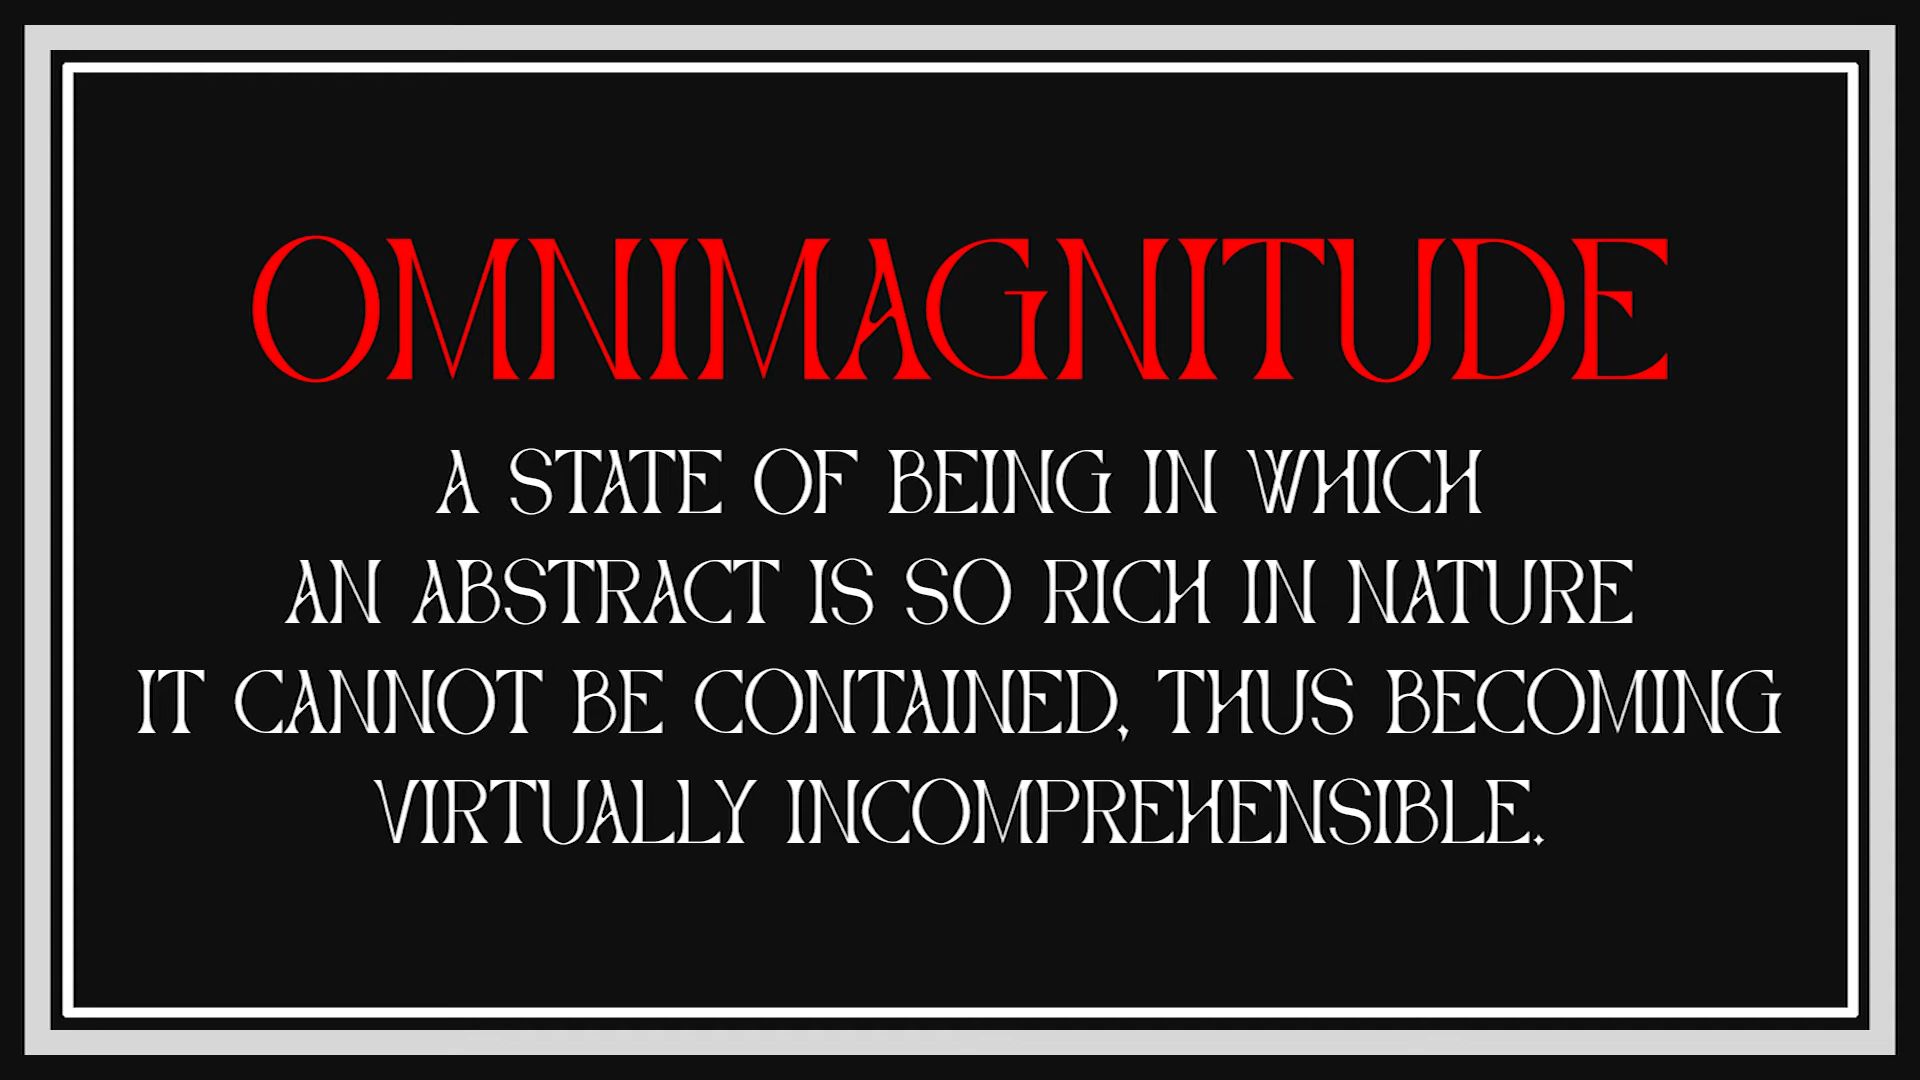 OMNIMAGNITUDE
A STATE OF BEING IN WHICH
AN ABSTRACT IS SO RICH IN NATURE
IT CANNOT BE CONTAINED, THUS BECOMING
VIRTUALLY INCOMPREHENSIBLE.